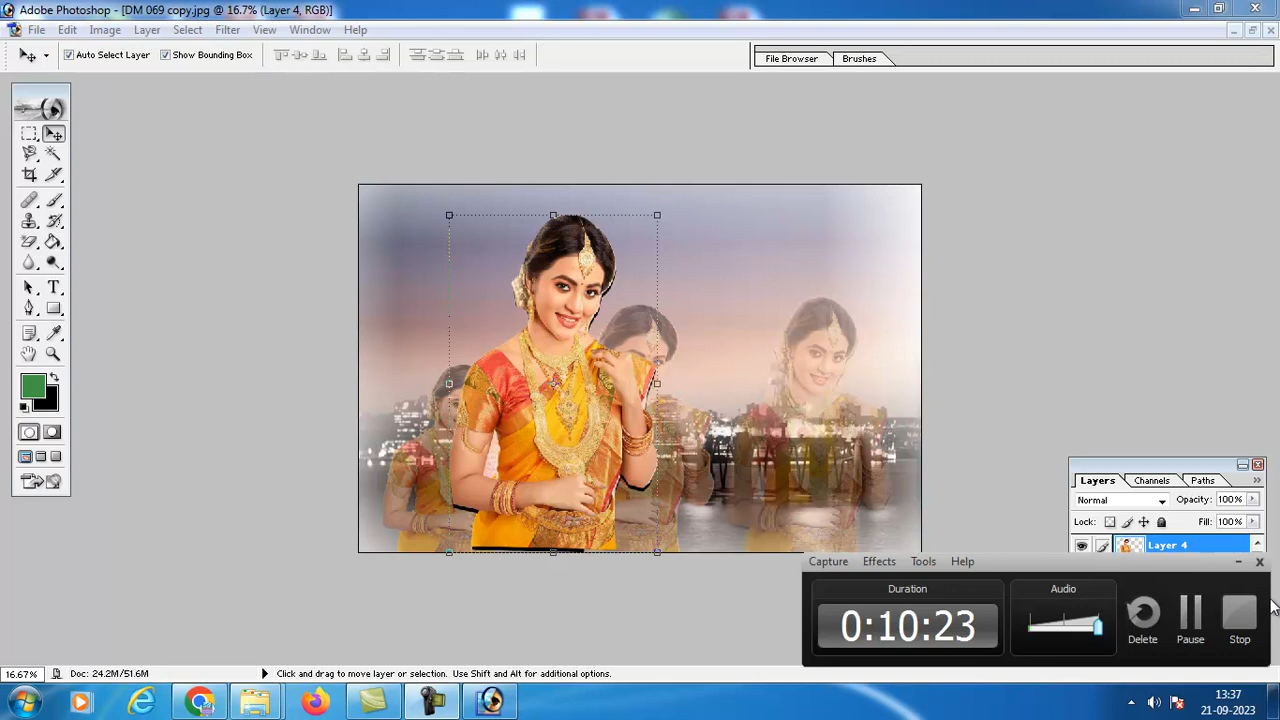 Adobe Photoshop - [DM 069 copy.jpg @ 16.7% (Layer 4, RGB)]
File Edit Image Layer Select Filter View Window Help
Auto Select Layer Show Bounding Box
File Browser Brushes
Layers Channels Paths
Normal Opacity: 100%
Lock: Fill: 100%
Layer 4
Capture Effects Tools Help
Duration Audio
0:10:23
Delete Pause Stop
16.67% Doc: 24.2M/51.6M Click and drag to move layer or selection. Use Shift and Alt for additional options.
13:37
21-09-2023